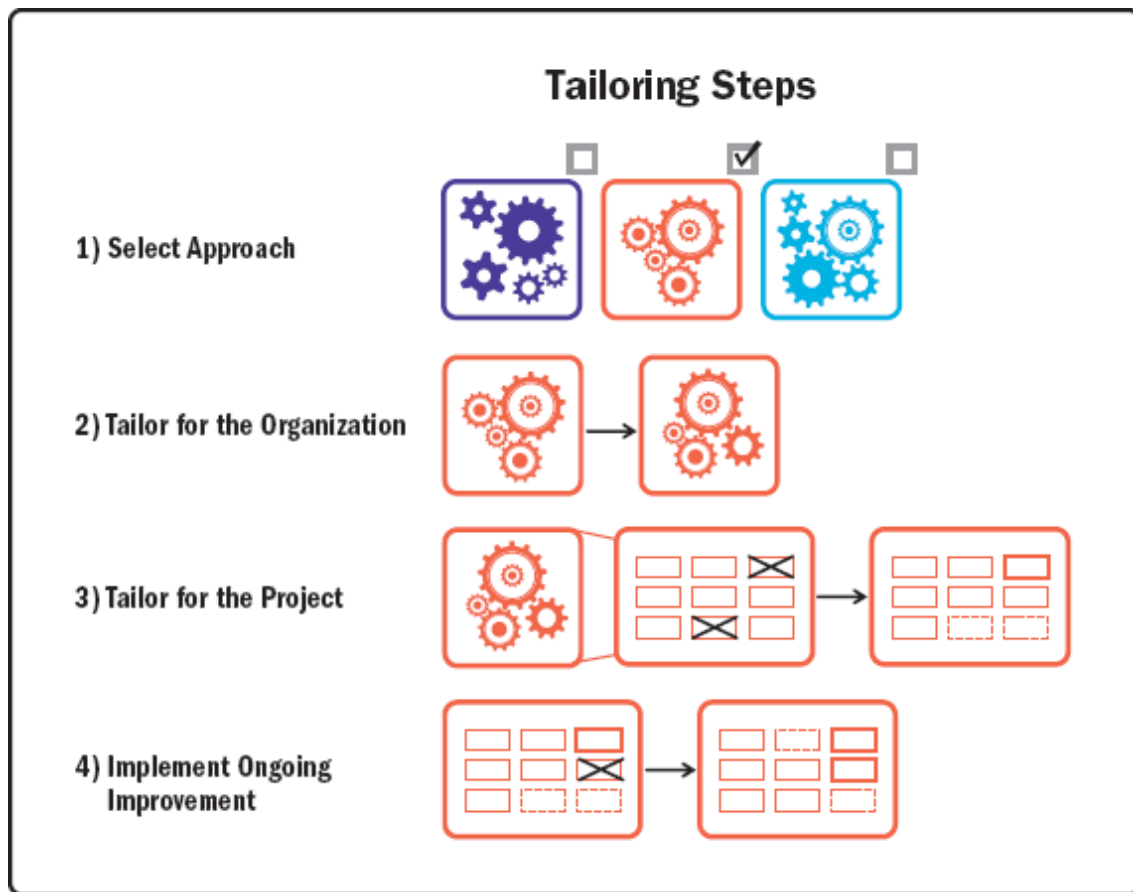 Tailoring Steps
1) Select Approach
2) Tailor for the Organization
3) Tailor for the Project
4) Implement Ongoing
Improvement